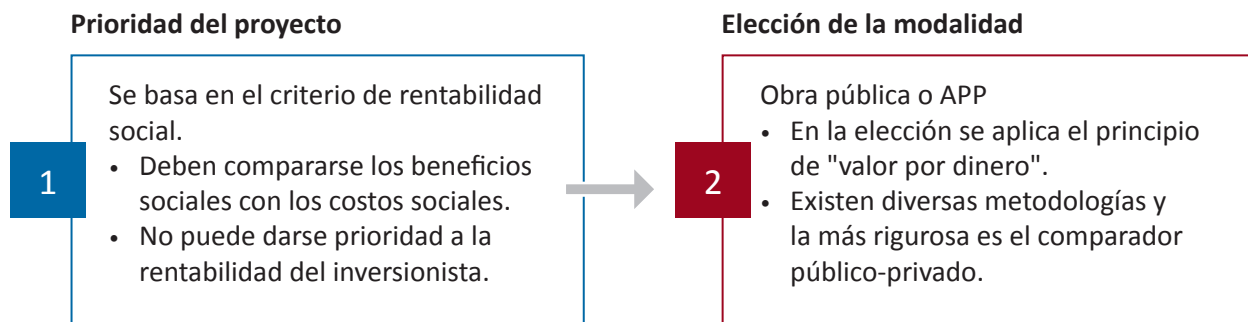 Prioridad del proyecto
1
Se basa en el criterio de rentabilidad
social.
• Deben compararse los beneficios
sociales con los costos sociales.
• No puede darse prioridad a la
rentabilidad del inversionista.
Elección de la modalidad
2
Obra pública o APP
• En la elección se aplica el principio
de "valor por dinero".
• Existen diversas metodologías y
la más rigurosa es el comparador
público-privado.